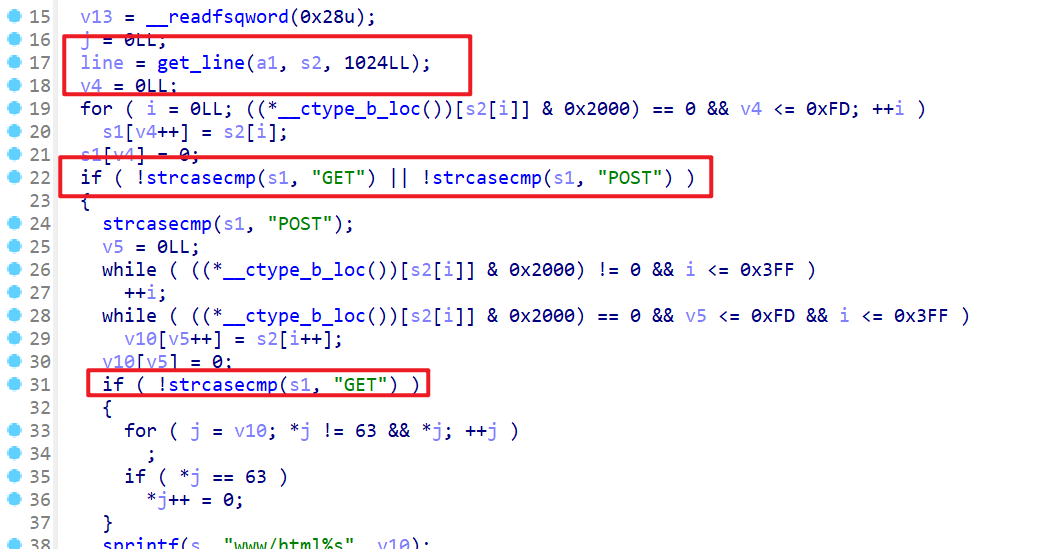 15 v13 = __readfsqword(0x28u);
16 j = 0LL;
17 line = get_line(a1, s2, 1024LL);
18 v4 = 0LL;
19 for ( i = 0LL; ((*__ctype_b_loc())[s2[i]] & 0x2000) == 0 && v4 <= 0xFD; ++i )
20 s1[v4++] = s2[i];
21 s1[v4] = 0;
22 if ( !strcasecmp(s1, "GET") || !strcasecmp(s1, "POST") )
23 {
24 strcasecmp(s1, "POST");
25 v5 = 0LL;
26 while ( ((*__ctype_b_loc())[s2[i]] & 0x2000) != 0 && i <= 0x3FF )
27 ++i;
28 while ( ((*__ctype_b_loc())[s2[i]] & 0x2000) == 0 && v5 <= 0xFD && i <= 0x3FF )
29 v10[v5++] = s2[i++];
30 v10[v5] = 0;
31 if ( !strcasecmp(s1, "GET") )
32 {
33 for ( j = v10; *j != 63 && *j; ++j )
34 ;
35 if ( *j == 63 )
36 *j++ = 0;
37 }
38 sprintf(s, "www/html%s", v10);